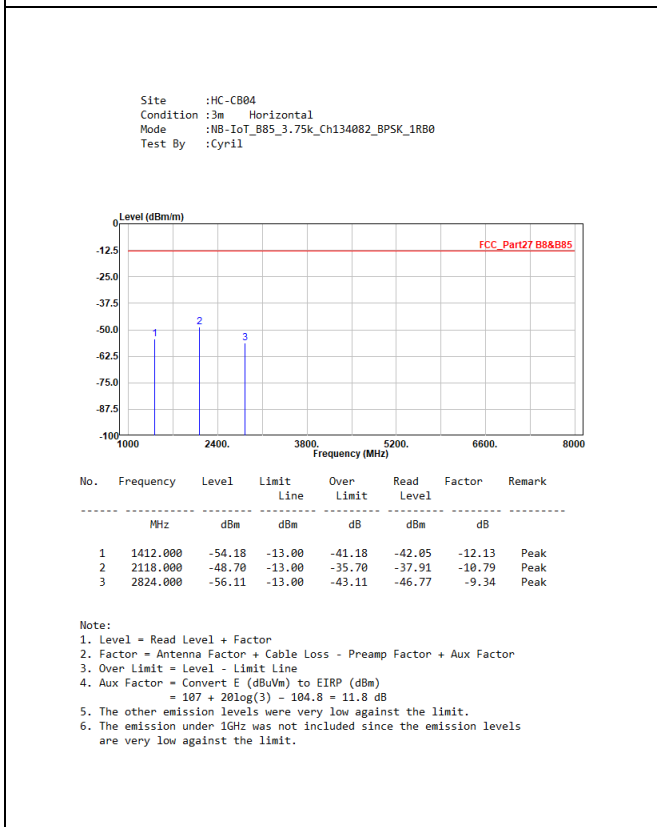 Site      :HC-CB04
Condition :3m    Horizontal
Mode      :NB-IoT_B85_3.75k_Ch134082_BPSK_1RB0
Test By   :Cyril
Level (dBm/m)
0
FCC_Part27 B8&B85
-12.5
-25.0
-37.5
-50.0
1
2
3
-62.5
-75.0
-87.5
-100
1000 2400. 3800. 5200. 6600. 8000
Frequency (MHz)
No. Frequency Level Limit Over Read Factor Remark
Line Limit Level
------ ----------- -------- --------- --------- -------- -------- ---------
MHz dBm dBm dB dBm dB
1 1412.000 -54.18 -13.00 -41.18 -42.05 -12.13 Peak
2 2118.000 -48.70 -13.00 -35.70 -37.91 -10.79 Peak
3 2824.000 -56.11 -13.00 -43.11 -46.77 -9.34 Peak
Note:
1. Level = Read Level + Factor
2. Factor = Antenna Factor + Cable Loss - Preamp Factor + Aux Factor
3. Over Limit = Level - Limit Line
4. Aux Factor = Convert E (dBuVm) to EIRP (dBm)
= 107 + 20log(3) – 104.8 = 11.8 dB
5. The other emission levels were very low against the limit.
6. The emission under 1GHz was not included since the emission levels
are very low against the limit.